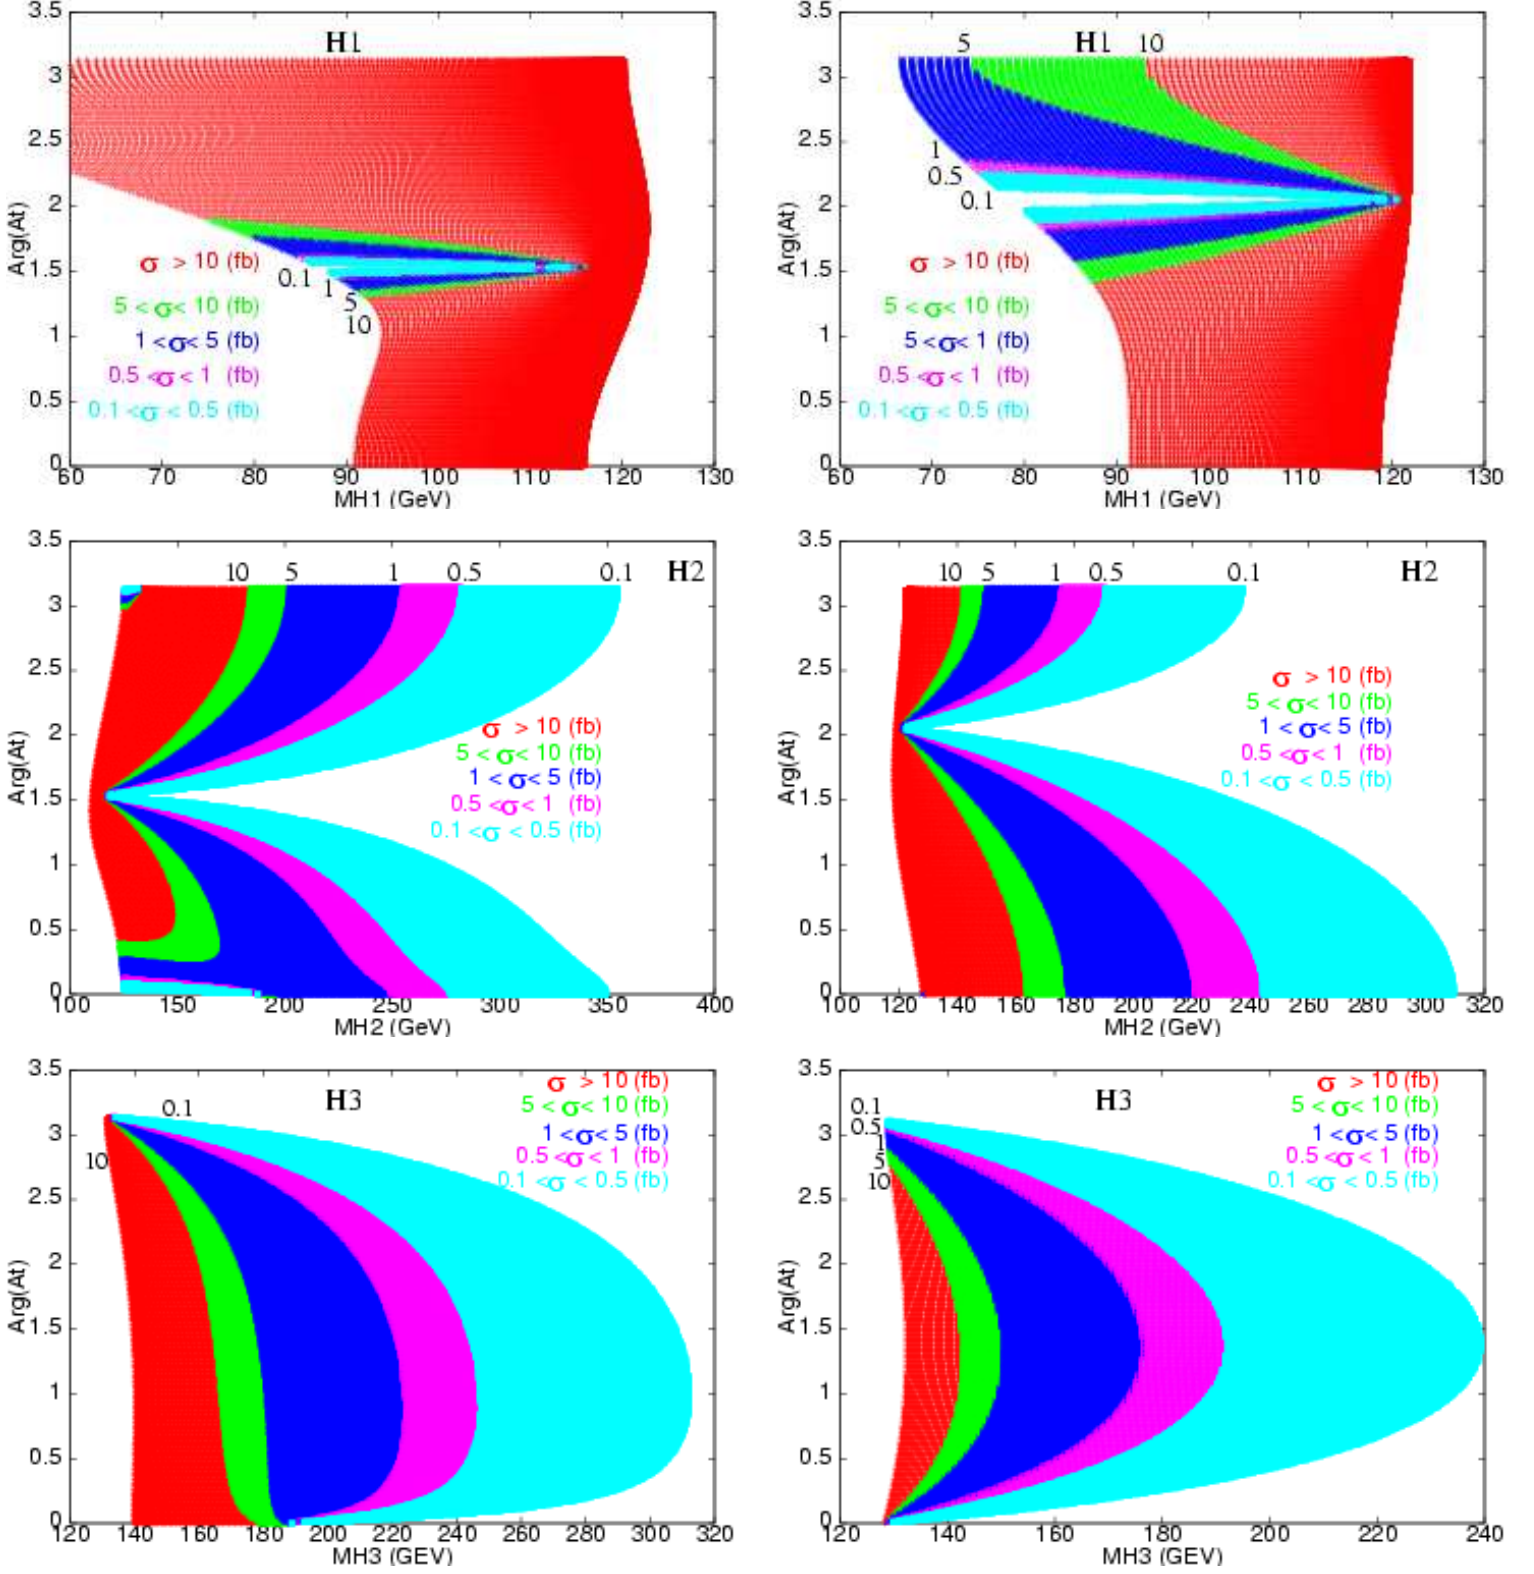 H1
3.5
3
2.5
2
1.5
1
0.5
0
Arg(At)
σ > 10 (fb)
5 < σ < 10 (fb)
1 < σ < 5 (fb)
0.5 < σ < 1 (fb)
0.1 < σ < 0.5 (fb)
0.1
1
5
10
60 70 80 90 100 110 120 130
MH1 (GeV)
5 H1 10
3.5
3
2.5
2
1.5
1
0.5
0
Arg(At)
1
0.5
0.1
σ > 10 (fb)
5 < σ < 10 (fb)
5 < σ < 1 (fb)
0.5 < σ < 1 (fb)
0.1 < σ < 0.5 (fb)
60 70 80 90 100 110 120 130
MH1 (GeV)
10 5 1 0.5 0.1 H2
3.5
3
2.5
2
1.5
1
0.5
0
Arg(At)
σ > 10 (fb)
5 < σ < 10 (fb)
1 < σ < 5 (fb)
0.5 < σ < 1 (fb)
0.1 < σ < 0.5 (fb)
100 150 200 250 300 350 400
MH2 (GeV)
10 5 1 0.5 0.1 H2
3.5
3
2.5
2
1.5
1
0.5
0
Arg(At)
σ > 10 (fb)
5 < σ < 10 (fb)
1 < σ < 5 (fb)
0.5 < σ < 1 (fb)
0.1 < σ < 0.5 (fb)
100 120 140 160 180 200 220 240 260 280 300 320
MH2 (GeV)
0.1 H3
10
3.5
3
2.5
2
1.5
1
0.5
0
Arg(At)
σ > 10 (fb)
5 < σ < 10 (fb)
1 < σ < 5 (fb)
0.5 < σ < 1 (fb)
0.1 < σ < 0.5 (fb)
120 140 160 180 200 220 240 260 280 300 320
MH3 (GEV)
H3
0.1
0.5
1
5
10
3.5
3
2.5
2
1.5
1
0.5
0
Arg(At)
σ > 10 (fb)
5 < σ < 10 (fb)
1 < σ < 5 (fb)
0.5 < σ < 1 (fb)
0.1 < σ < 0.5 (fb)
120 140 160 180 200 220 240
MH3 (GeV)